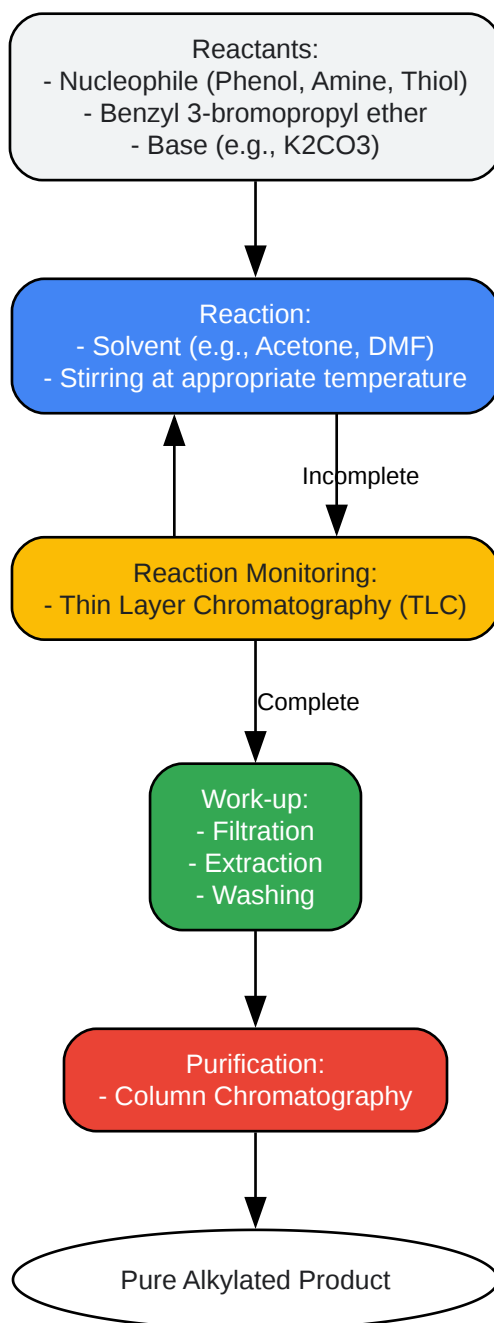 Reactants:
- Nucleophile (Phenol, Amine, Thiol)
- Benzyl 3-bromopropyl ether
- Base (e.g., K2CO3)
Reaction:
- Solvent (e.g., Acetone, DMF)
- Stirring at appropriate temperature
Incomplete
Reaction Monitoring:
- Thin Layer Chromatography (TLC)
Complete
Work-up:
- Filtration
- Extraction
- Washing
Purification:
- Column Chromatography
Pure Alkylated Product